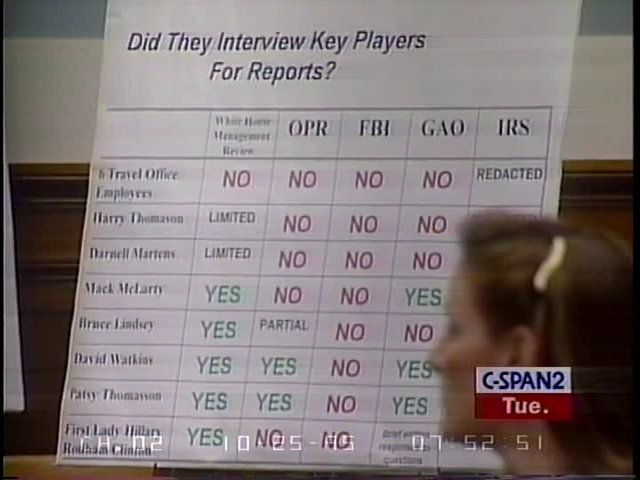 Did They Interview Key Players
For Reports?
White House
Management
Review
OPR FBI GAO IRS
6 Travel Office
Employees
NO NO NO NO REDACTED
Harry Thomason LIMITED NO NO NO
Darnell Martens LIMITED NO NO NO
Mack McLarty YES NO NO YES
Bruce Lindsey YES PARTIAL NO NO
David Watkins YES YES NO YES
Patsy Thomasson YES YES NO YES
First Lady Hillary
Rodham Clinton
YES NO NO
Brief written
responses to
questions
C-SPAN2
Tue.
CH 02 10-25-95 07:52:51